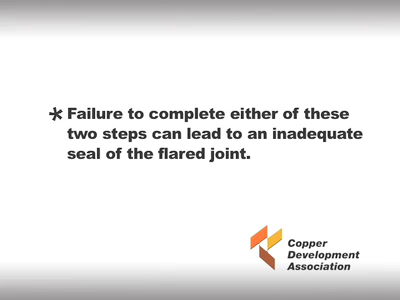 * Failure to complete either of these
two steps can lead to an inadequate
seal of the flared joint.
Copper
Development
Association